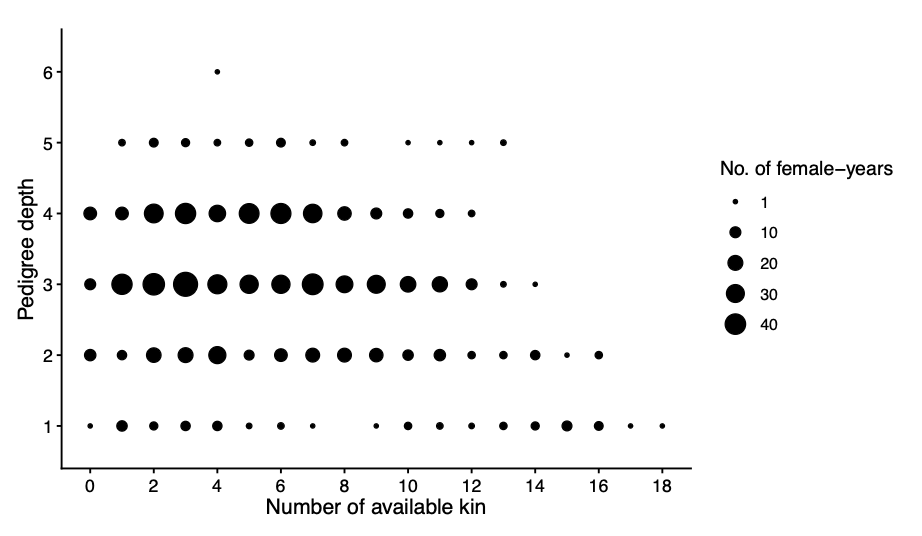 6
5
4
3
2
1
Pedigree depth
0 2 4 6 8 10 12 14 16 18
Number of available kin
No. of female−years
1
10
20
30
40